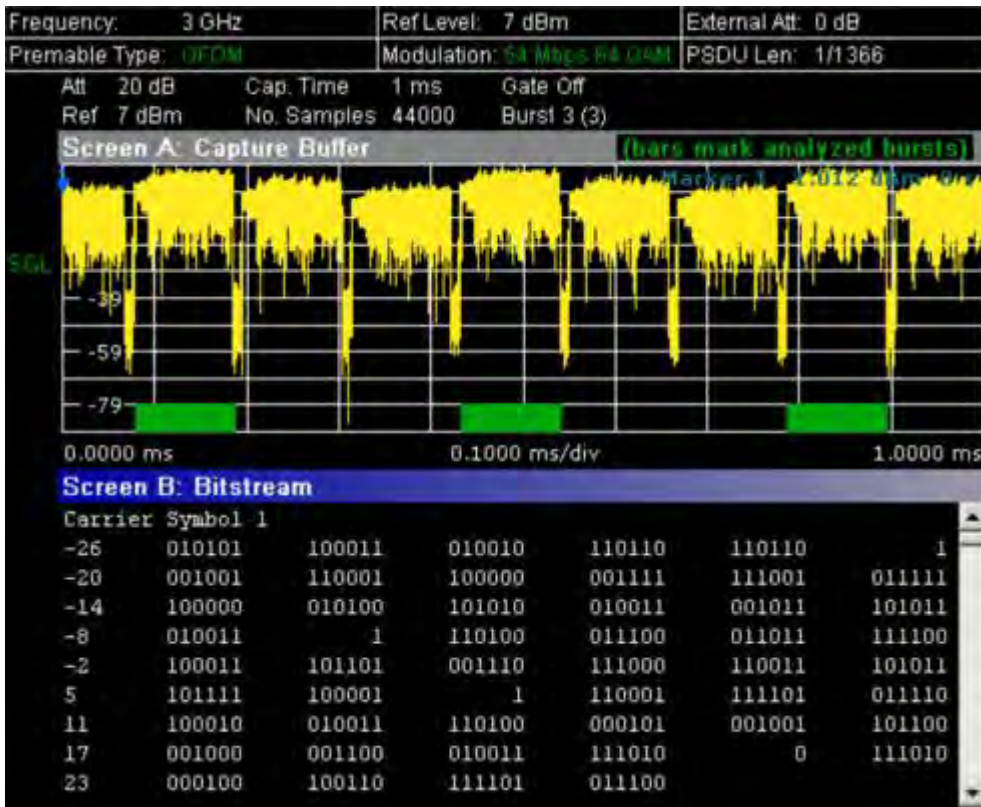 Frequency: 3 GHz Ref Level: 7 dBm External Att: 0 dB
Premable Type: OFDM Modulation: 54 Mbps 64 QAM PSDU Len: 1/1366
Att 20 dB Cap. Time 1 ms Gate Off
Ref 7 dBm No. Samples 44000 Burst 3 (3)
Screen A: Capture Buffer (bars mark analyzed bursts)
Marker 1 dBm
SGL
-39
-59
-79
0.0000 ms 0.1000 ms/div 1.0000 ms
Screen B: Bitstream
Carrier Symbol 1
-26 010101 100011 010010 110110 110110 1
-20 001001 110001 100000 001111 111001 011111
-14 100000 010100 101010 010011 001011 101011
-8 010011 1 110100 011100 011011 111100
-2 100011 101101 001110 111000 110011 101011
5 101111 100001 1 110001 111101 011110
11 100010 010011 110100 000101 001001 101100
17 001000 001100 010011 111010 0 111010
23 000100 100110 111101 011100